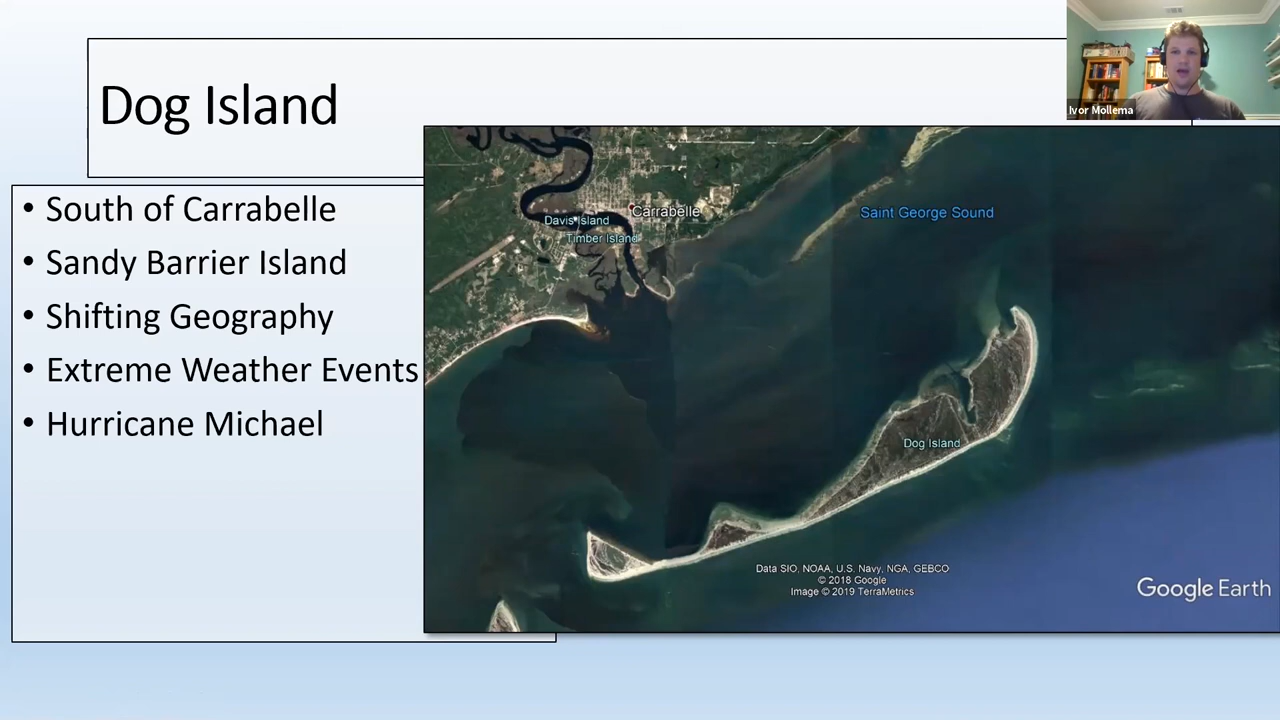 Ivor Mollema
Dog Island
• South of Carrabelle
• Sandy Barrier Island
• Shifting Geography
• Extreme Weather Events
• Hurricane Michael
Carrabelle
Saint George Sound
Davis Island
Timber Island
Dog Island
Data SIO, NOAA, U.S. Navy, NGA, GEBCO
© 2018 Google
Image © 2019 TerraMetrics
Google Earth